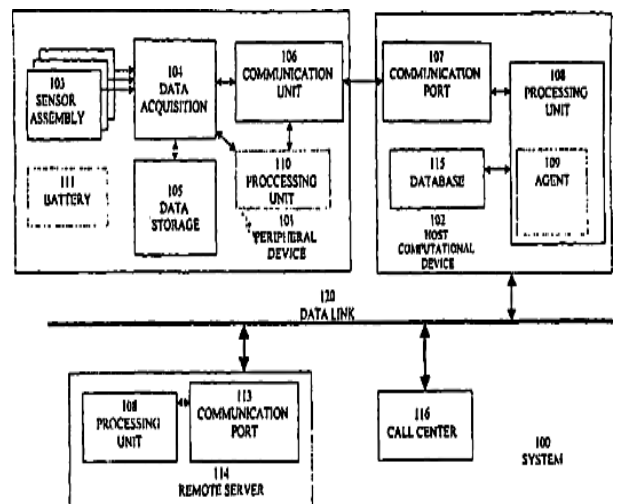 103
SENSOR
ASSEMBLY
104
DATA
ACQUISITION
106
COMMUNICATION
UNIT
111
BATTERY
105
DATA
STORAGE
110
PROCCESSING
UNIT
101
PERIPHERAL
DEVICE
107
COMMUNICATION
PORT
108
PROCESSING
UNIT
109
AGENT
115
DATABASE
102
HOST
COMPUTATIONAL
DEVICE
120
DATA LINK
108
PROCESSING
UNIT
113
COMMUNICATION
PORT
114
REMOTE SERVER
116
CALL CENTER
100
SYSTEM